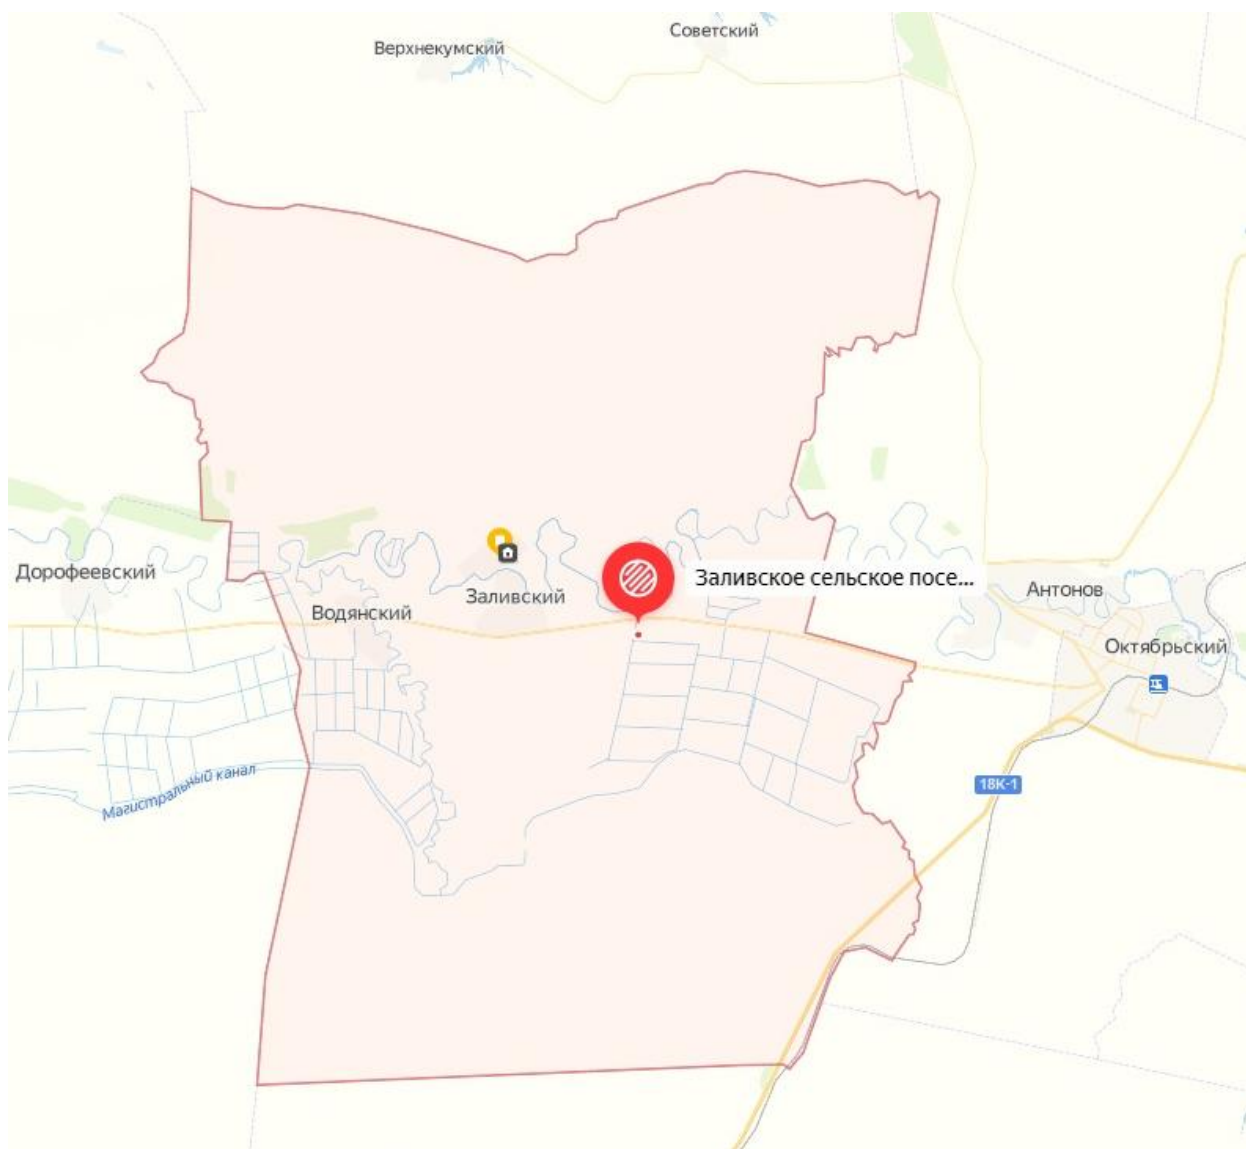 Советский
Верхнекумский
Дорофеевский
Заливское сельское посе...
Антонов
Водянский
Заливский
Октябрьский
Магистральный канал
18К-1